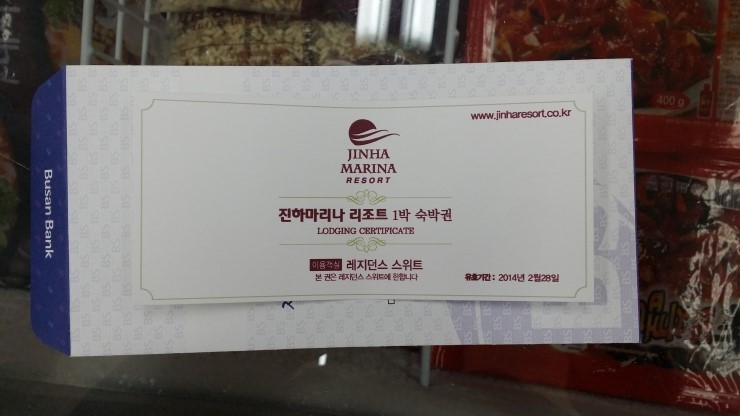 www.jinharesort.co.kr
JINHA
MARINA
RESORT
진하마리나 리조트 1박 숙박권
LODGING CERTIFICATE
이용객실 레지던스 스위트
본 권은 레지던스 스위트에 한합니다
유효기간 : 2014년 2월28일
Busan Bank
400 g